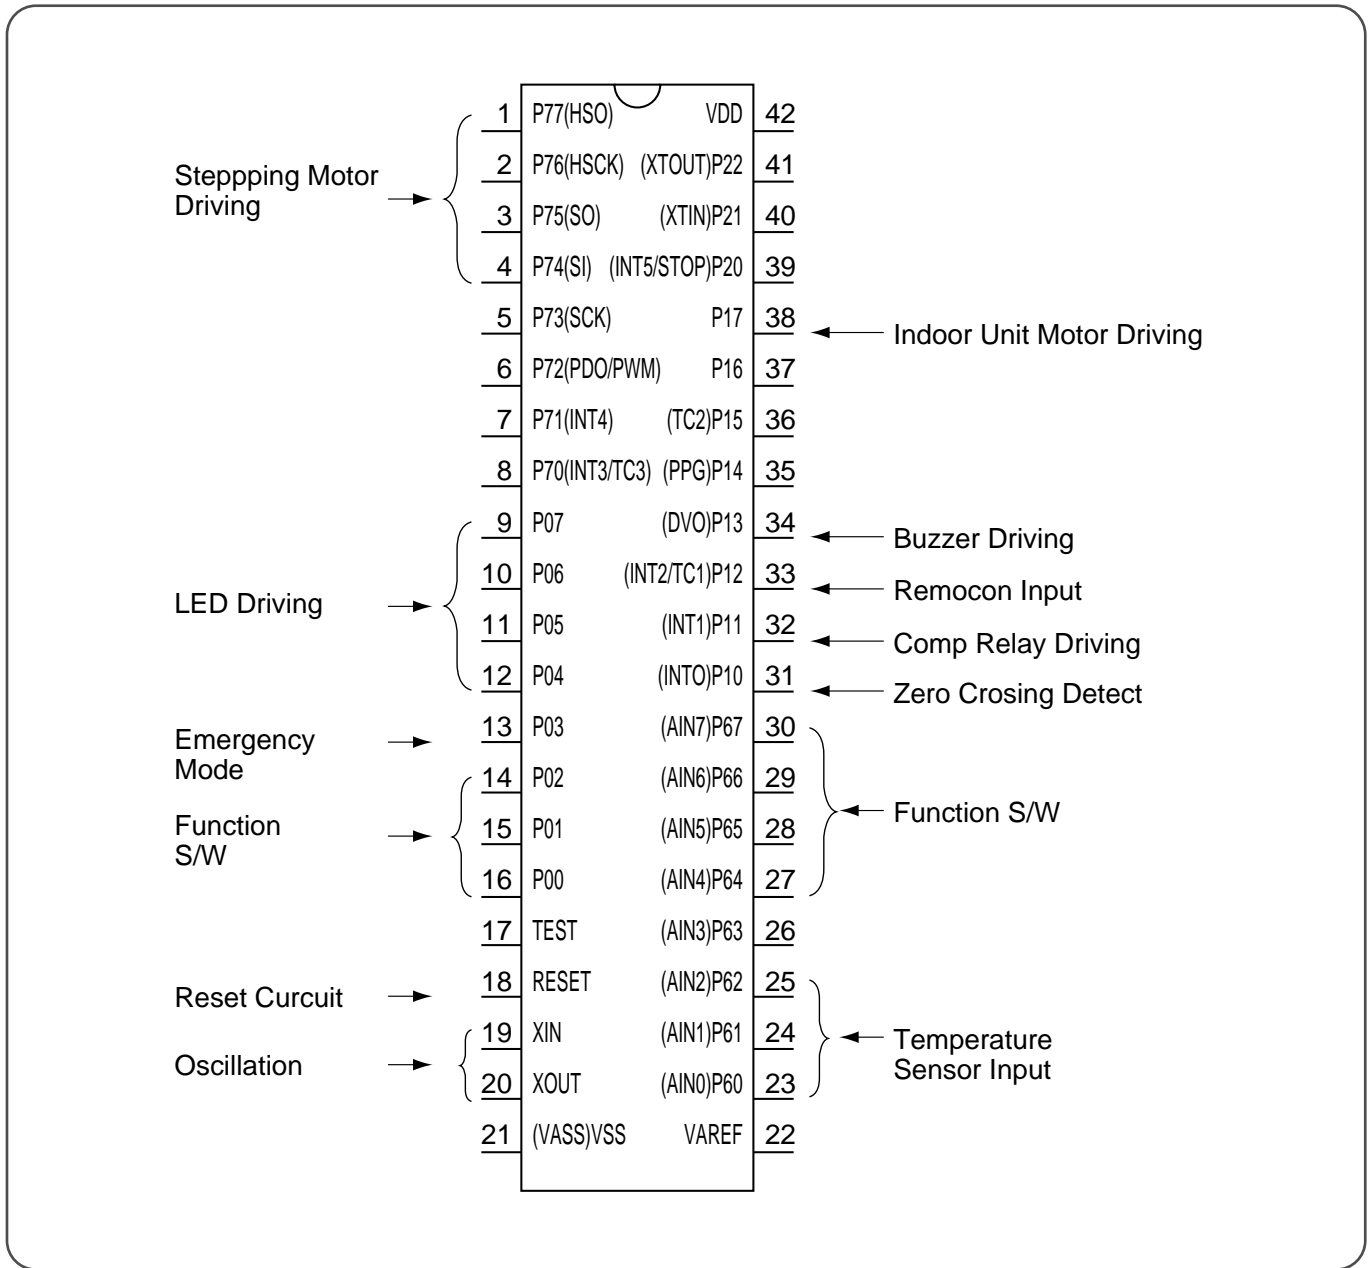 1 P77(HSO) VDD 42
Steppping Motor
Driving
2 P76(HSCK) (XTOUT)P22 41
3 P75(SO) (XTIN)P21 40
4 P74(SI) (INT5/STOP)P20 39
5 P73(SCK) P17 38
Indoor Unit Motor Driving
6 P72(PDO/PWM) P16 37
7 P71(INT4) (TC2)P15 36
8 P70(INT3/TC3) (PPG)P14 35
9 P07 (DVO)P13 34
Buzzer Driving
10 P06 (INT2/TC1)P12 33
Remocon Input
LED Driving
11 P05 (INT1)P11 32
Comp Relay Driving
12 P04 (INTO)P10 31
Zero Crosing Detect
13 P03 (AIN7)P67 30
Emergency
Mode
14 P02 (AIN6)P66 29
Function S/W
Function
S/W
15 P01 (AIN5)P65 28
16 P00 (AIN4)P64 27
17 TEST (AIN3)P63 26
18 RESET (AIN2)P62 25
Reset Curcuit
19 XIN (AIN1)P61 24
Temperature
Sensor Input
Oscillation
20 XOUT (AIN0)P60 23
21 (VASS)VSS VAREF 22